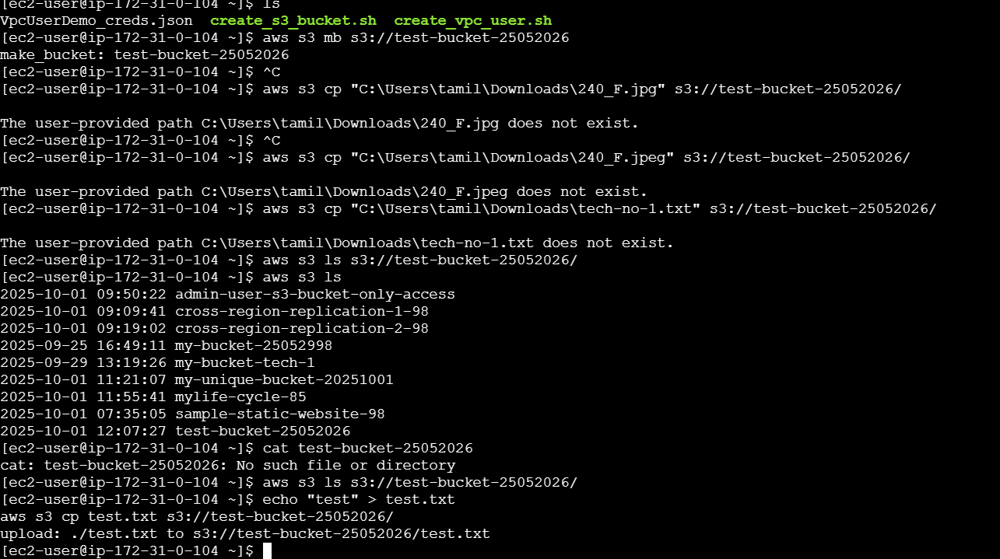 [ec2-user@ip-172-31-0-104 ~]$ ls
VpcUserDemo_creds.json  create_s3_bucket.sh  create_vpc_user.sh
[ec2-user@ip-172-31-0-104 ~]$ aws s3 mb s3://test-bucket-25052026
make_bucket: test-bucket-25052026
[ec2-user@ip-172-31-0-104 ~]$ ^C
[ec2-user@ip-172-31-0-104 ~]$ aws s3 cp "C:\Users\tamil\Downloads\240_F.jpg" s3://test-bucket-25052026/
The user-provided path C:\Users\tamil\Downloads\240_F.jpg does not exist.
[ec2-user@ip-172-31-0-104 ~]$ ^C
[ec2-user@ip-172-31-0-104 ~]$ aws s3 cp "C:\Users\tamil\Downloads\240_F.jpeg" s3://test-bucket-25052026/
The user-provided path C:\Users\tamil\Downloads\240_F.jpeg does not exist.
[ec2-user@ip-172-31-0-104 ~]$ aws s3 cp "C:\Users\tamil\Downloads\tech-no-1.txt" s3://test-bucket-25052026/
The user-provided path C:\Users\tamil\Downloads\tech-no-1.txt does not exist.
[ec2-user@ip-172-31-0-104 ~]$ aws s3 ls s3://test-bucket-25052026/
[ec2-user@ip-172-31-0-104 ~]$ aws s3 ls
2025-10-01 09:50:22 admin-user-s3-bucket-only-access
2025-10-01 09:09:41 cross-region-replication-1-98
2025-10-01 09:19:02 cross-region-replication-2-98
2025-09-25 16:49:11 my-bucket-25052998
2025-09-29 13:19:26 my-bucket-tech-1
2025-10-01 11:21:07 my-unique-bucket-20251001
2025-10-01 11:55:41 mylife-cycle-85
2025-10-01 07:35:05 sample-static-website-98
2025-10-01 12:07:27 test-bucket-25052026
[ec2-user@ip-172-31-0-104 ~]$ cat test-bucket-25052026
cat: test-bucket-25052026: No such file or directory
[ec2-user@ip-172-31-0-104 ~]$ aws s3 ls s3://test-bucket-25052026/
[ec2-user@ip-172-31-0-104 ~]$ echo "test" > test.txt
aws s3 cp test.txt s3://test-bucket-25052026/
upload: ./test.txt to s3://test-bucket-25052026/test.txt
[ec2-user@ip-172-31-0-104 ~]$